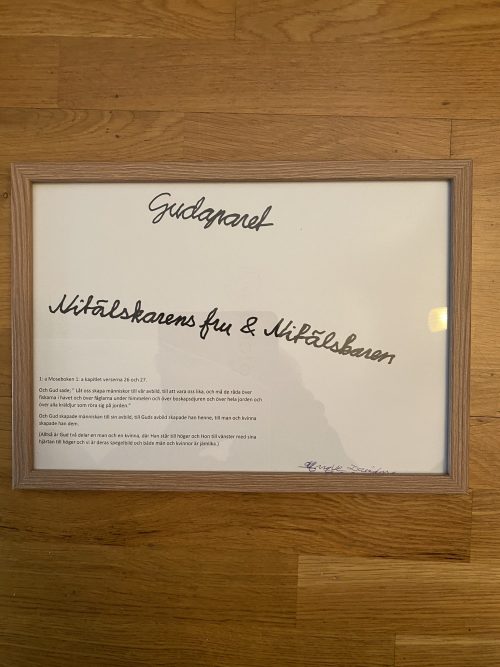 Gudaparet
Nitälskarens fru & Nitälskaren
1: a Moseboken 1: a kapitlet verserna 26 och 27.
Och Gud sade; " Låt oss skapa människor till vår avbild, till att vara oss lika, och må de råda över
fiskarna i havet och över fåglarna under himmelen och över boskapsdjuren och över hela jorden och
över alla kräldjur som röra sig på jorden."
Och Gud skapade människan till sin avbild, till Guds avbild skapade han henne, till man och kvinna
skapade han dem.
(Alltså är Gud två delar en man och en kvinna, där Han står till höger och Hon till vänster med sina
hjärtan till höger och vi är deras spegelbild och både män och kvinnor är jämlika.)